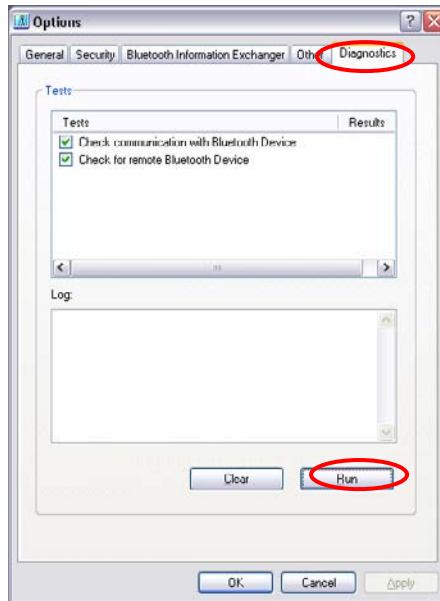 Options
General Security Bluetooth Information Exchanger Other Diagnostics
Tests
Tests Results
Check communication with Bluetooth Device
Check for remote Bluetooth Device
Log:
Clear Run
OK Cancel Apply